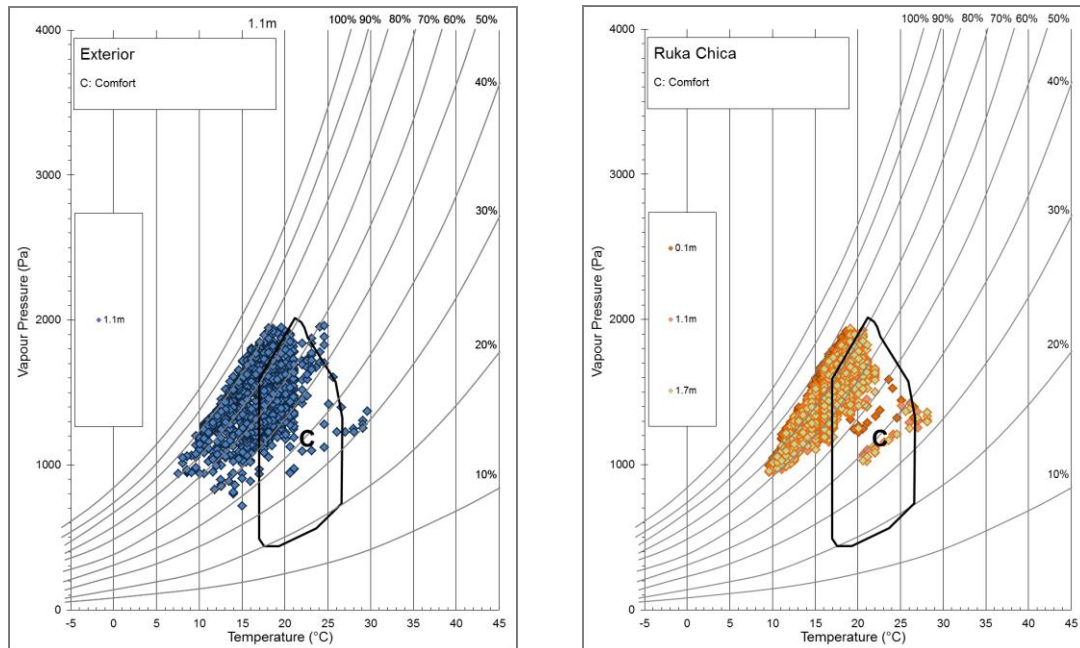 1.1m
100% 90% 80% 70% 60% 50%
4000
Exterior
C: Comfort
40%
3000
30%
Vapour Pressure (Pa)
1.1m
2000
20%
C
1000
10%
0
-5 0 5 10 15 20 25 30 35 40 45
Temperature (°C)
100% 90% 80% 70% 60% 50%
4000
Ruka Chica
C: Comfort
40%
3000
30%
0.1m
Vapour Pressure (Pa)
1.1m
2000
20%
1.7m
C
1000
10%
0
-5 0 5 10 15 20 25 30 35 40 45
Temperature (°C)